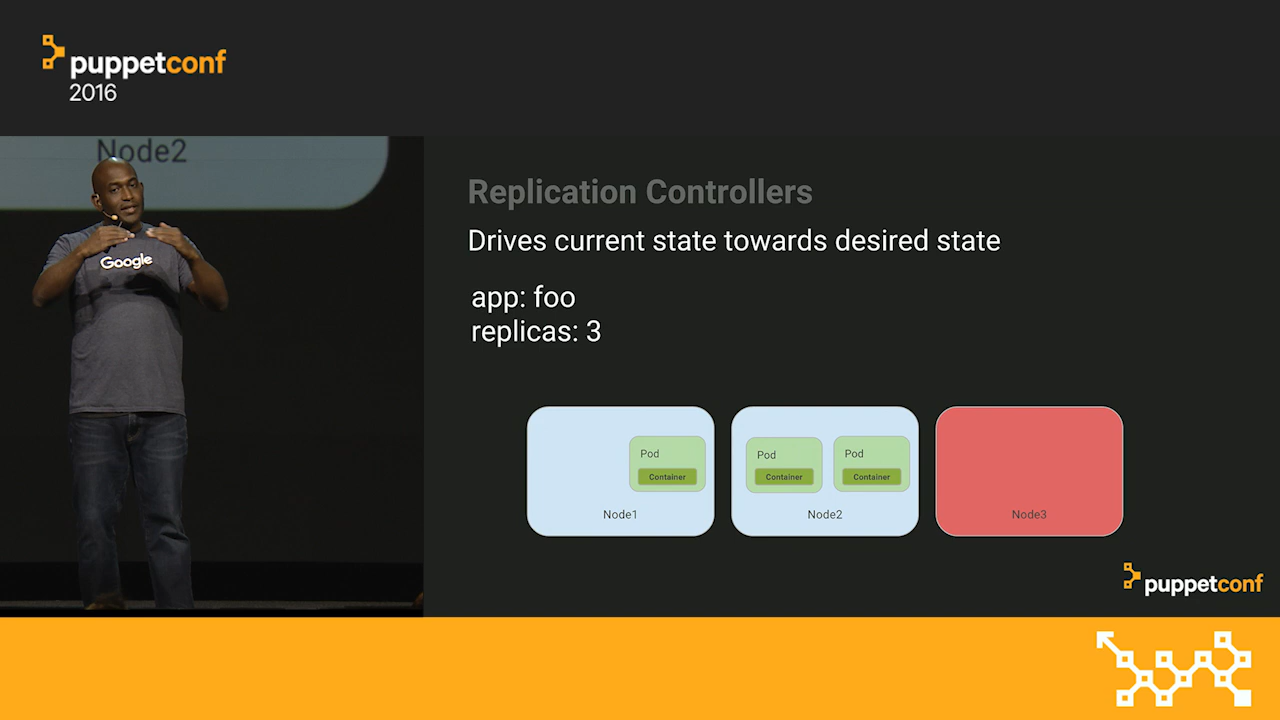 puppetconf
2016
Node2
Google
Replication Controllers
Drives current state towards desired state
app: foo
replicas: 3
Pod
Container
Node1
Pod
Container
Pod
Container
Node2
Node3
puppetconf